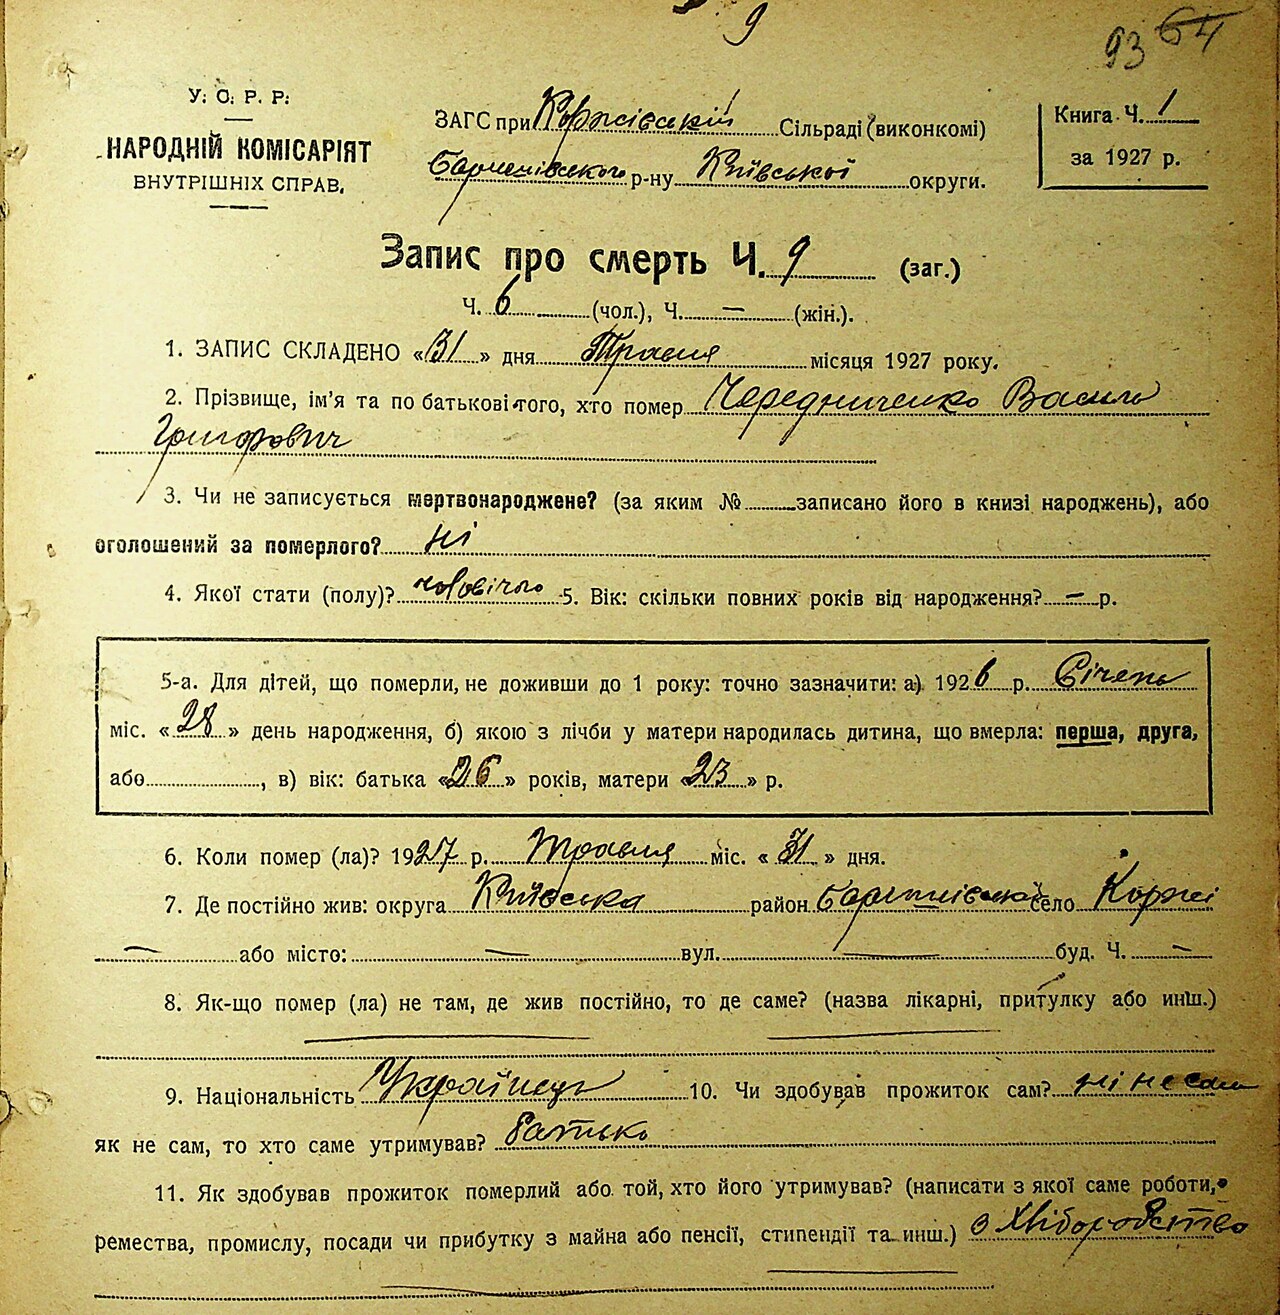 9
93 64
У. С. Р. Р.
НАРОДНІЙ КОМІСАРІЯТ
ВНУТРІШНІХ СПРАВ.
ЗАГС при Коржівській Сільраді (виконкомі)
р-ну Київської округи.
Книга Ч. 1
за 1927 р.
Запис про смерть Ч. 9 (заг.)
Ч. 6 (чол.), Ч. — (жін.).
1. ЗАПИС СКЛАДЕНО «31» дня Травня місяця 1927 року.
2. Прізвище, ім'я та по батькові того, хто помер Чередниченко Василь
Григорович
3. Чи не записується мертвонароджене? (за яким № записано його в книзі народжень), або
оголошений за померлого? ні
4. Якої стати (полу)? чоловічого 5. Вік: скільки повних років від народження? — р.
5-а. Для дітей, що померли, не доживши до 1 року: точно зазначити: а) 1926 р. Січень
міс. «28» день народження, б) якою з лічби у матери народилась дитина, що вмерла: перша, друга,
або, в) вік: батька «26» років, матери «23» р.
6. Коли помер (ла)? 1927 р. Травня міс. «31» дня.
7. Де постійно жив: округа Київська район село Коржі
— або місто: — вул. — буд. Ч. —
8. Як-що помер (ла) не там, де жив постійно, то де саме? (назва лікарні, притулку або инш.)
9. Національність Українець 10. Чи здобував прожиток сам? ні не сам
як не сам, то хто саме утримував? батько
11. Як здобував прожиток померлий або той, хто його утримував? (написати з якої саме роботи,
ремества, промислу, посади чи прибутку з майна або пенсії, стипендії та инш.) з Хліборобство